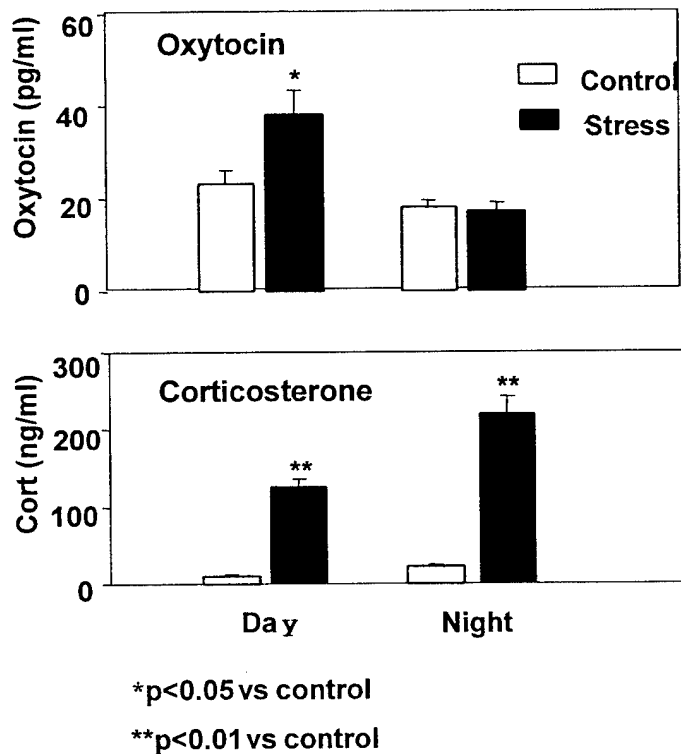 Oxytocin (pg/ml)
60
40
20
0
Oxytocin
*
Control
Stress
Cort (ng/ml)
300
200
100
0
Corticosterone
**
**
Day
Night
*p<0.05 vs control
**p<0.01 vs control